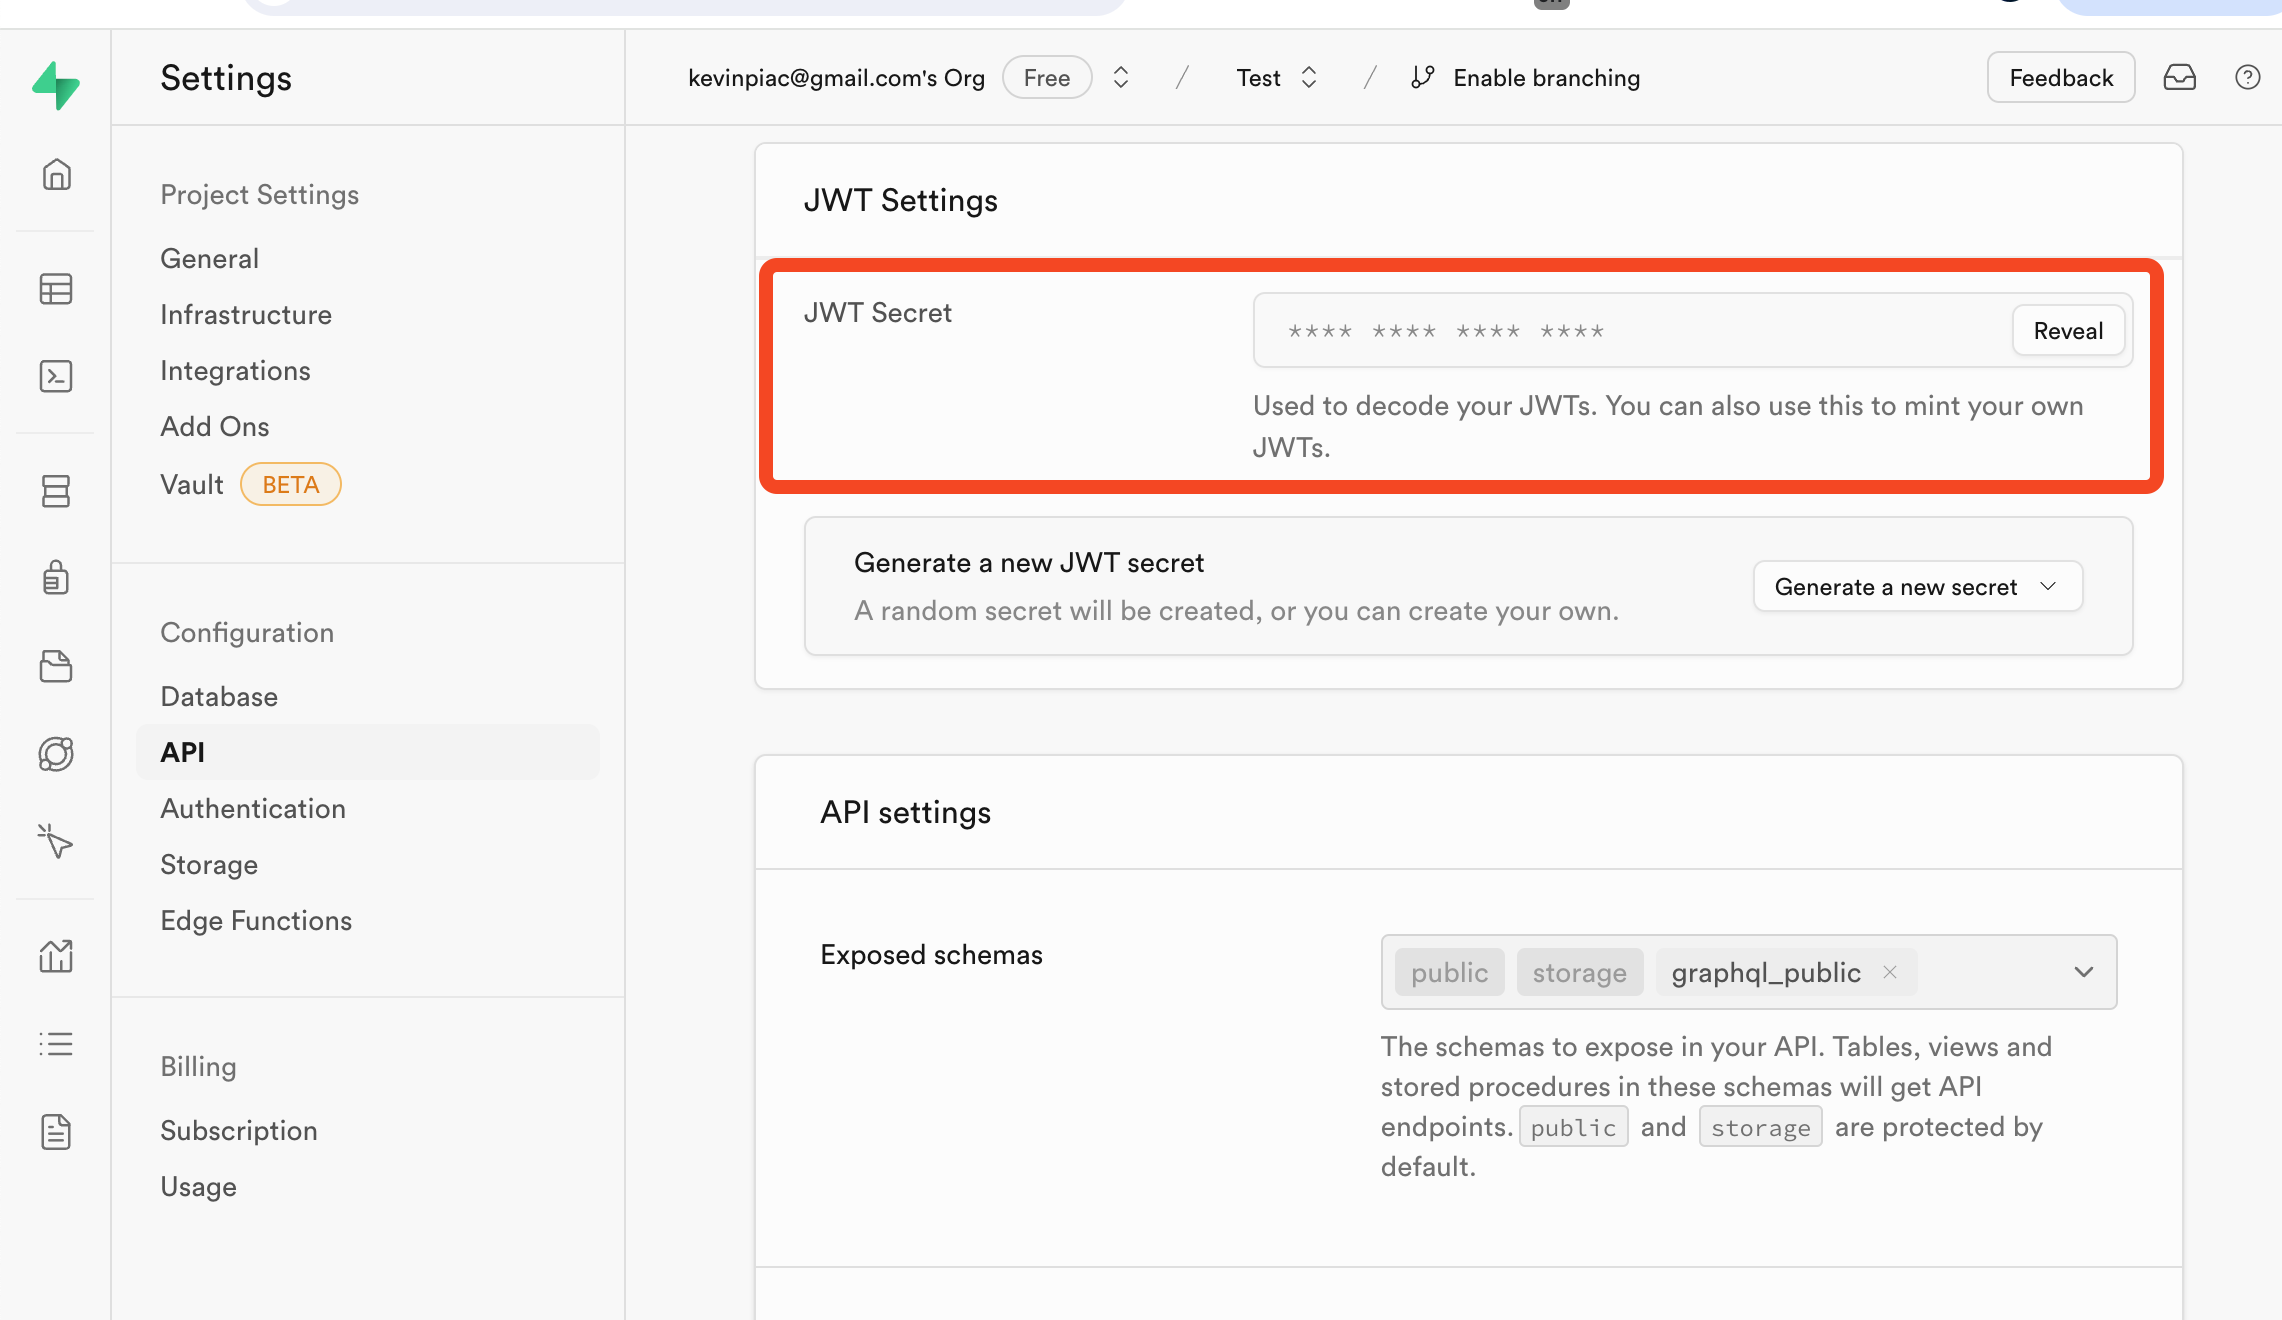 Settings
kevinpiac@gmail.com's Org Free / Test / Enable branching Feedback
Project Settings
General
Infrastructure
Integrations
Add Ons
Vault BETA
Configuration
Database
API
Authentication
Storage
Edge Functions
Billing
Subscription
Usage
JWT Settings
JWT Secret
**** **** **** **** Reveal
Used to decode your JWTs. You can also use this to mint your own
JWTs.
Generate a new JWT secret
A random secret will be created, or you can create your own.
Generate a new secret
API settings
Exposed schemas
public storage graphql_public
The schemas to expose in your API. Tables, views and
stored procedures in these schemas will get API
endpoints. public and storage are protected by
default.